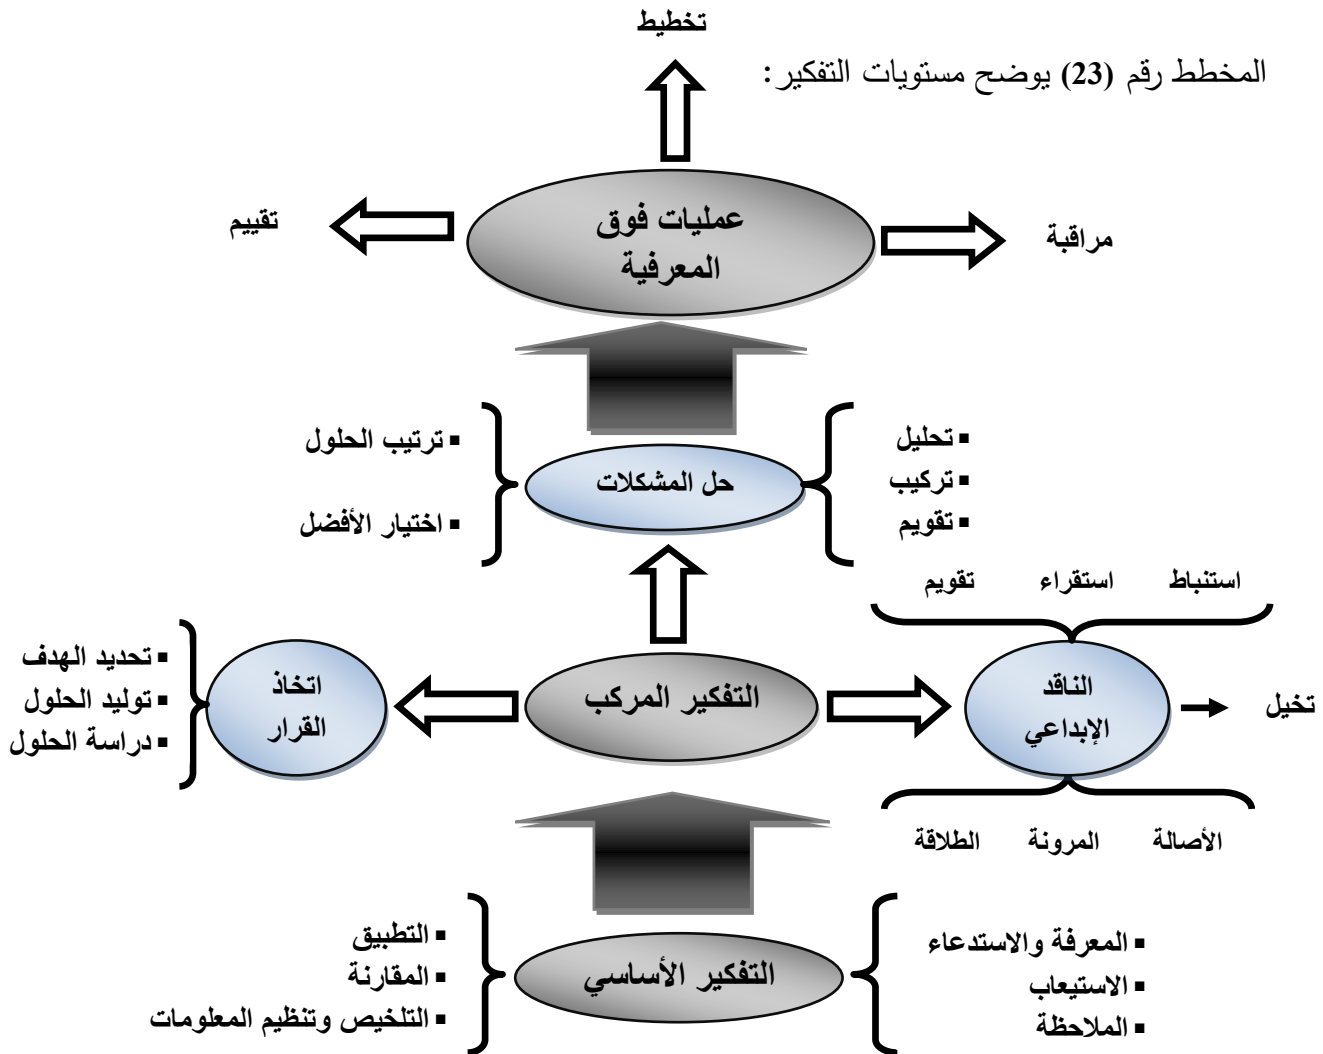 تخطيط
المخطط رقم (23) يوضح مستويات التفكير:
عمليات فوق
المعرفية
مراقبة
تقييم
▪ تحليل
▪ تركيب
▪ تقويم
حل المشكلات
▪ ترتيب الحلول
▪ اختيار الأفضل
استنباط استقراء تقويم
الناقد
الإبداعي
تخيل
الأصالة المرونة الطلاقة
التفكير المركب
اتخاذ
القرار
▪ تحديد الهدف
▪ توليد الحلول
▪ دراسة الحلول
▪ المعرفة والاستدعاء
▪ الاستيعاب
▪ الملاحظة
التفكير الأساسي
▪ التطبيق
▪ المقارنة
▪ التلخيص وتنظيم المعلومات